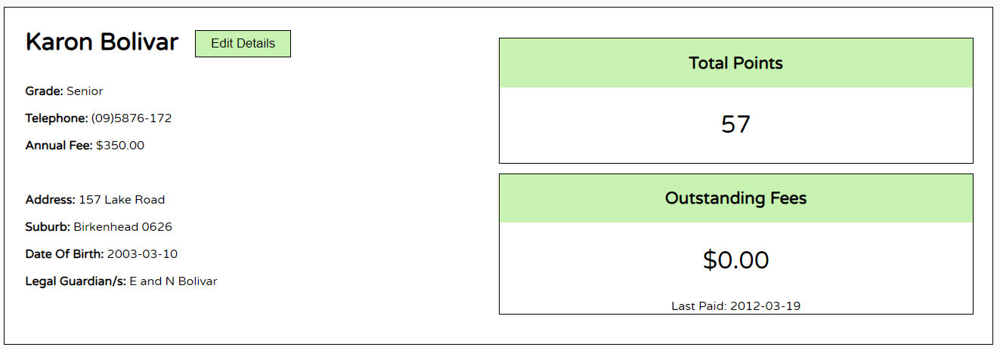 Karon Bolivar
Edit Details
Grade: Senior
Telephone: (09)5876-172
Annual Fee: $350.00
Address: 157 Lake Road
Suburb: Birkenhead 0626
Date Of Birth: 2003-03-10
Legal Guardian/s: E and N Bolivar
Total Points
57
Outstanding Fees
$0.00
Last Paid: 2012-03-19